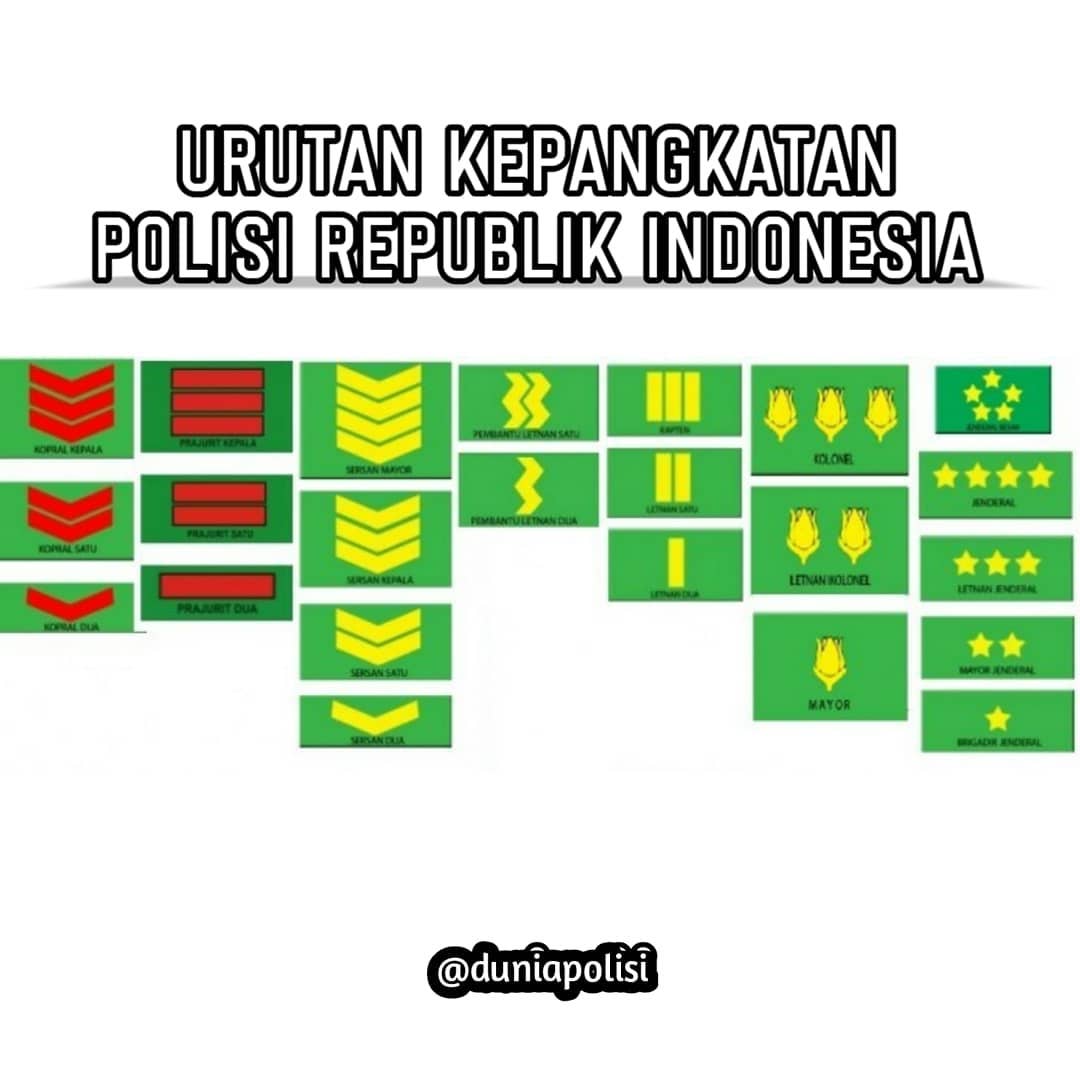 URUTAN KEPANGKATAN
POLISI REPUBLIK INDONESIA
KOPRAL KEPALA
KOPRAL SATU
KOPRAL DUA
PRAJURIT KEPALA
PRAJURIT SATU
PRAJURIT DUA
SERSAN MAYOR
SERSAN KEPALA
SERSAN SATU
SERSAN DUA
PEMBANTU LETNAN SATU
PEMBANTU LETNAN DUA
KAPTEN
LETNAN SATU
LETNAN DUA
KOLONEL
LETNAN KOLONEL
MAYOR
JENDERAL BESAR
JENDERAL
LETNAN JENDERAL
MAYOR JENDERAL
BRIGADIR JENDERAL
@duniapolisi